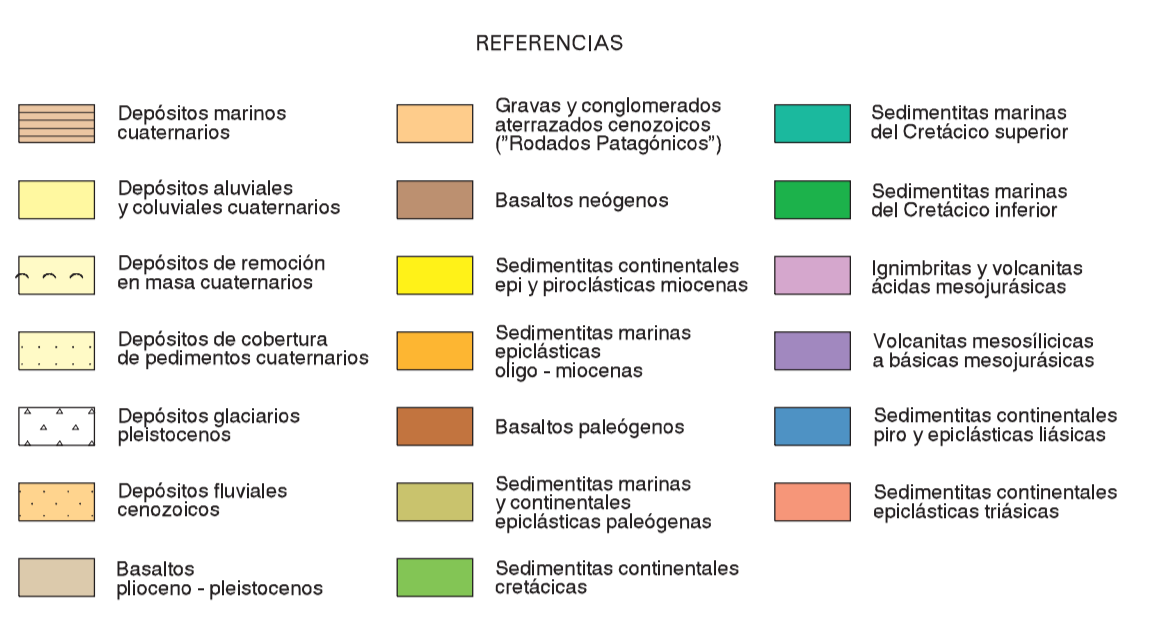 REFERENCIAS
Depósitos marinos
cuaternarios
Depósitos aluviales
y coluviales cuaternarios
Depósitos de remoción
en masa cuaternarios
Depósitos de cobertura
de pedimentos cuaternarios
Depósitos glaciarios
pleistocenos
Depósitos fluviales
cenozoicos
Basaltos
plioceno - pleistocenos
Gravas y conglomerados
aterrazados cenozoicos
("Rodados Patagónicos")
Basaltos neógenos
Sedimentitas continentales
epi y piroclásticas miocenas
Sedimentitas marinas
epiclásticas
oligo - miocenas
Basaltos paleógenos
Sedimentitas marinas
y continentales
epiclásticas paleógenas
Sedimentitas continentales
cretácicas
Sedimentitas marinas
del Cretácico superior
Sedimentitas marinas
del Cretácico inferior
Ignimbritas y volcanitas
ácidas mesojurásicas
Volcanitas mesosílicicas
a básicas mesojurásicas
Sedimentitas continentales
piro y epiclásticas liásicas
Sedimentitas continentales
epiclásticas triásicas